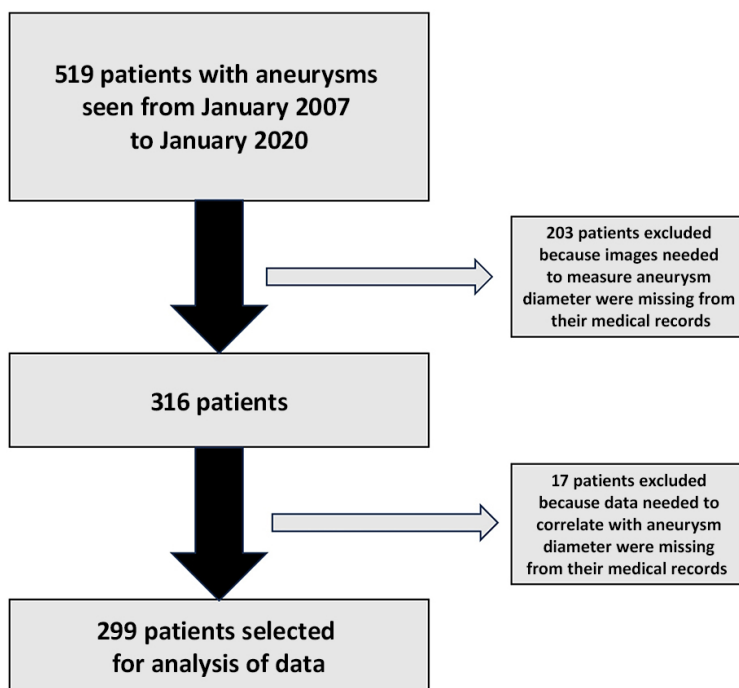 519 patients with aneurysms
seen from January 2007
to January 2020
203 patients excluded
because images needed
to measure aneurysm
diameter were missing from
their medical records
316 patients
17 patients excluded
because data needed to
correlate with aneurysm
diameter were missing
from their medical records
299 patients selected
for analysis of data